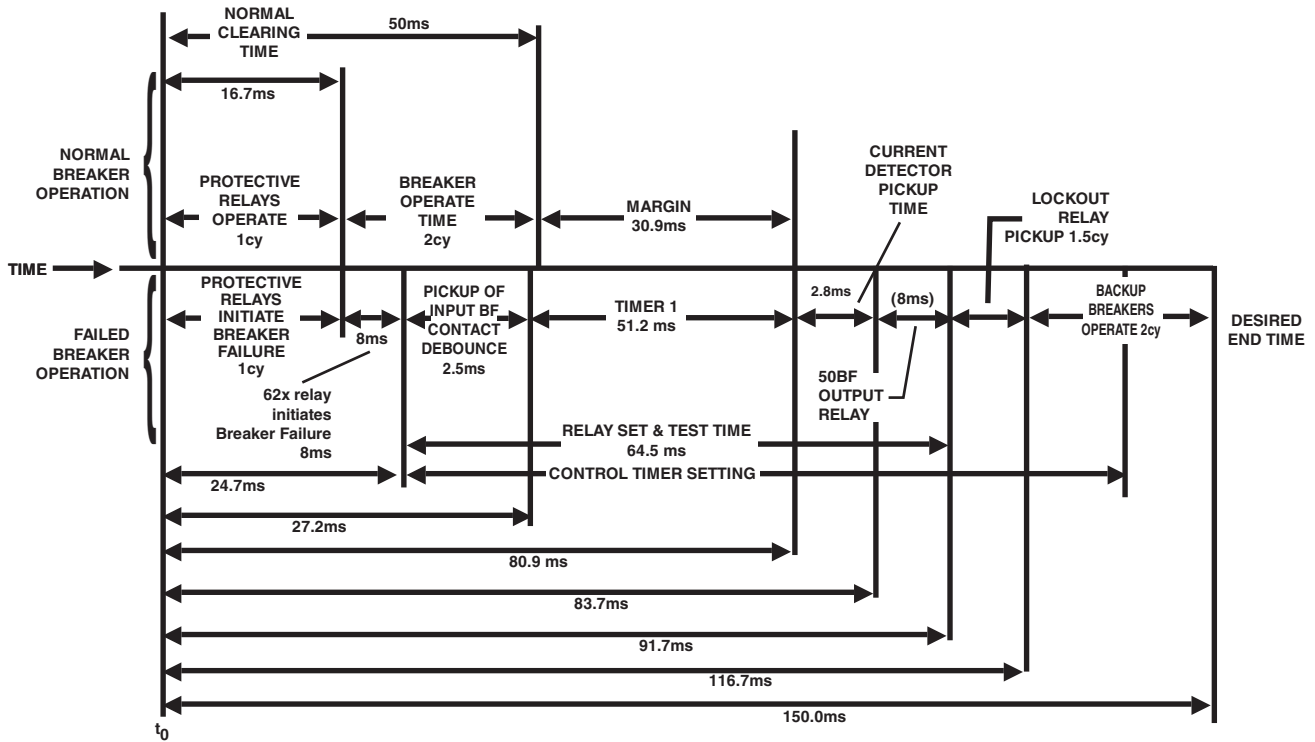 NORMAL
CLEARING
TIME
50ms
16.7ms
NORMAL
BREAKER
OPERATION
PROTECTIVE
RELAYS
OPERATE
1cy
BREAKER
OPERATE
TIME
2cy
MARGIN
30.9ms
CURRENT
DETECTOR
PICKUP
TIME
LOCKOUT
RELAY
PICKUP 1.5cy
TIME
FAILED
BREAKER
OPERATION
PROTECTIVE
RELAYS
INITIATE
BREAKER
FAILURE
1cy
8ms
62x relay
initiates
Breaker Failure
8ms
PICKUP OF
INPUT BF
CONTACT
DEBOUNCE
2.5ms
TIMER 1
51.2 ms
2.8ms
(8ms)
50BF
OUTPUT
RELAY
BACKUP
BREAKERS
OPERATE 2cy
DESIRED
END TIME
RELAY SET & TEST TIME
64.5 ms
CONTROL TIMER SETTING
24.7ms
27.2ms
80.9 ms
83.7ms
91.7ms
116.7ms
150.0ms
t0